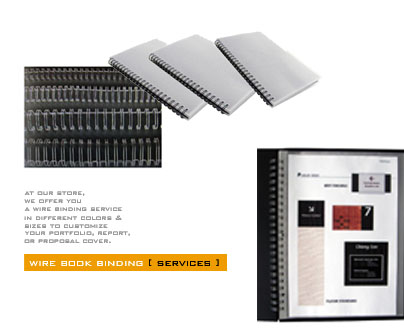 AT OUR STORE,
WE OFFER YOU
A WIRE BINDING SERVICE
IN DIFFERENT COLORS &
SIZES TO CUSTOMIZE
YOUR PORTFOLIO, REPORT,
OR PROPOSAL COVER.
WIRE BOOK BINDING [ SERVICES ]
7